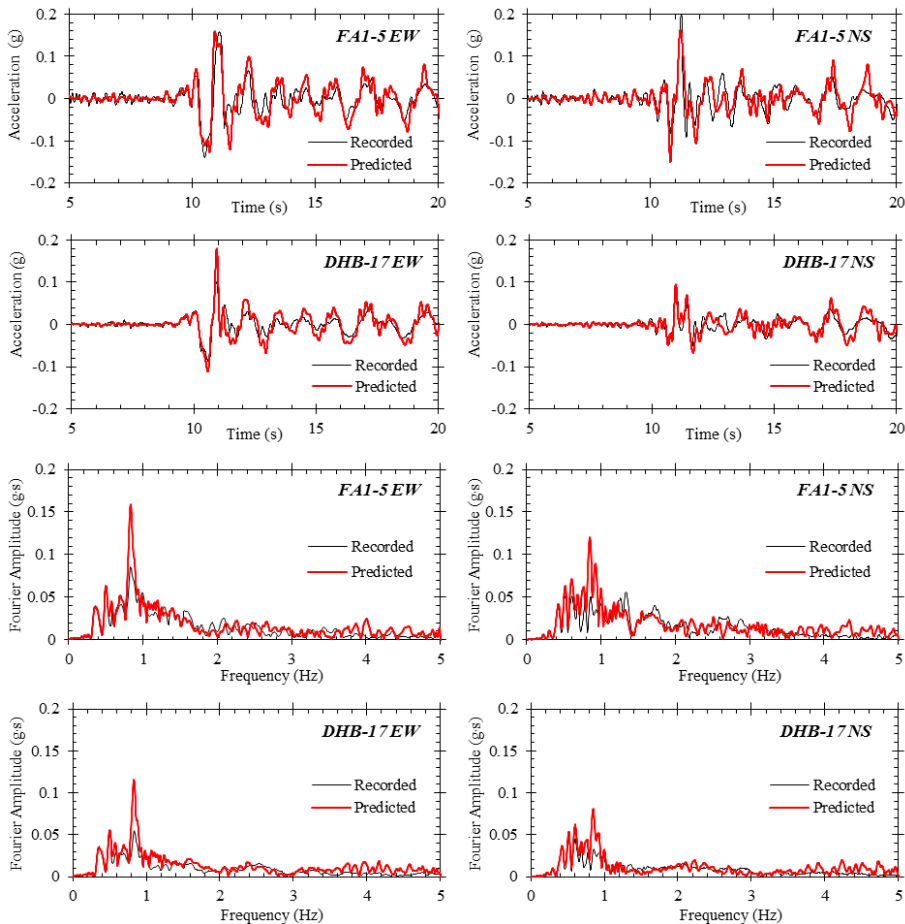 0.2
FA1-5 EW
0.1
0
-0.1
-0.2
Acceleration (g)
Recorded
Predicted
5 10 15 20
Time (s)
0.2
FA1-5 NS
0.1
0
-0.1
-0.2
Acceleration (g)
Recorded
Predicted
5 10 15 20
Time (s)
0.2
DHB-17 EW
0.1
0
-0.1
-0.2
Acceleration (g)
Recorded
Predicted
5 10 15 20
Time (s)
0.2
DHB-17 NS
0.1
0
-0.1
-0.2
Acceleration (g)
Recorded
Predicted
5 10 15 20
Time (s)
0.2
FA1-5 EW
0.15
0.1
0.05
0
Fourier Amplitude (g·s)
Recorded
Predicted
0 1 2 3 4 5
Frequency (Hz)
0.2
FA1-5 NS
0.15
0.1
0.05
0
Fourier Amplitude (g·s)
Recorded
Predicted
0 1 2 3 4 5
Frequency (Hz)
0.2
DHB-17 EW
0.15
0.1
0.05
0
Fourier Amplitude (g·s)
Recorded
Predicted
0 1 2 3 4 5
Frequency (Hz)
0.2
DHB-17 NS
0.15
0.1
0.05
0
Fourier Amplitude (g·s)
Recorded
Predicted
0 1 2 3 4 5
Frequency (Hz)